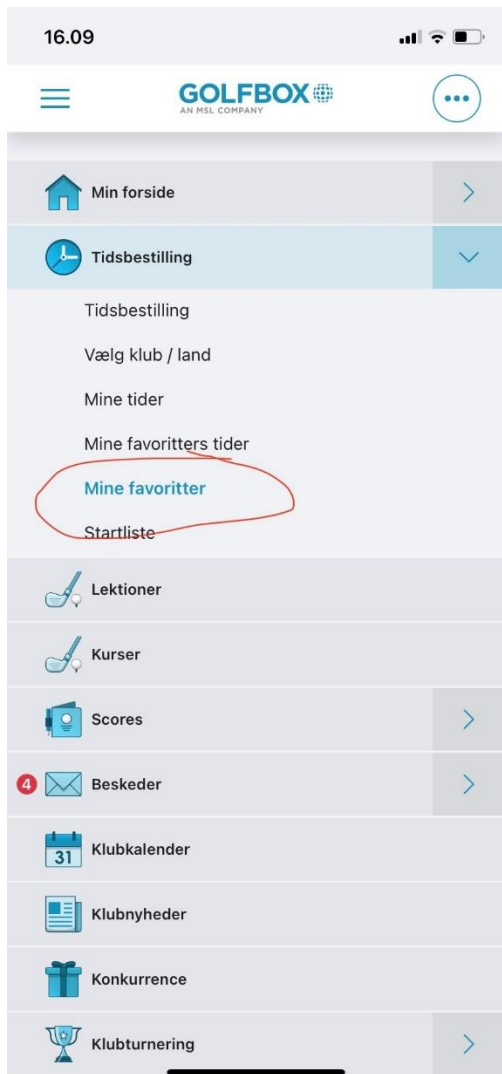 16.09
GOLFBOX
AN MSL COMPANY
Min forside
Tidsbestilling
Tidsbestilling
Vælg klub / land
Mine tider
Mine favoritters tider
Mine favoritter
Startliste
Lektioner
Kurser
Scores
4 Beskeder
31 Klubkalender
Klubnyheder
Konkurrence
Klubturnering